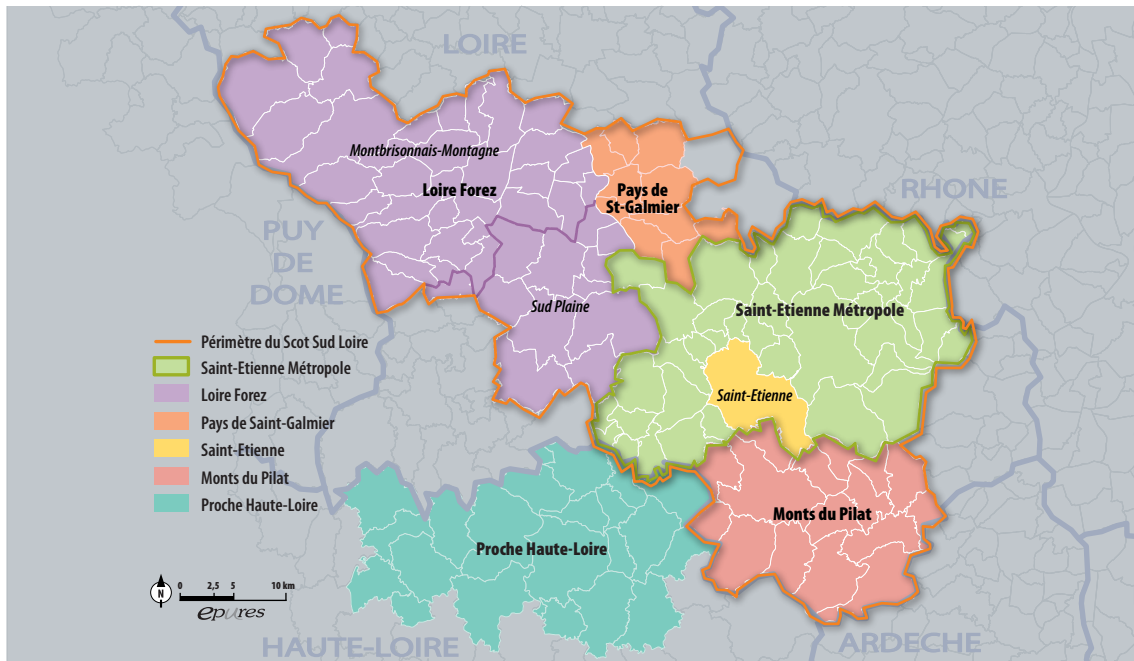 LOIRE
Montbrisonnais-Montagne
Loire Forez
Pays de
St-Galmier
RHONE
PUY
DE
DOME
Sud Plaine
Saint-Etienne Métropole
Saint-Etienne
Périmètre du Scot Sud Loire
Saint-Etienne Métropole
Loire Forez
Pays de Saint-Galmier
Saint-Etienne
Monts du Pilat
Proche Haute-Loire
Monts du Pilat
Proche Haute-Loire
N
0 2,5 5 10 km
epures
HAUTE-LOIRE
ARDECHE